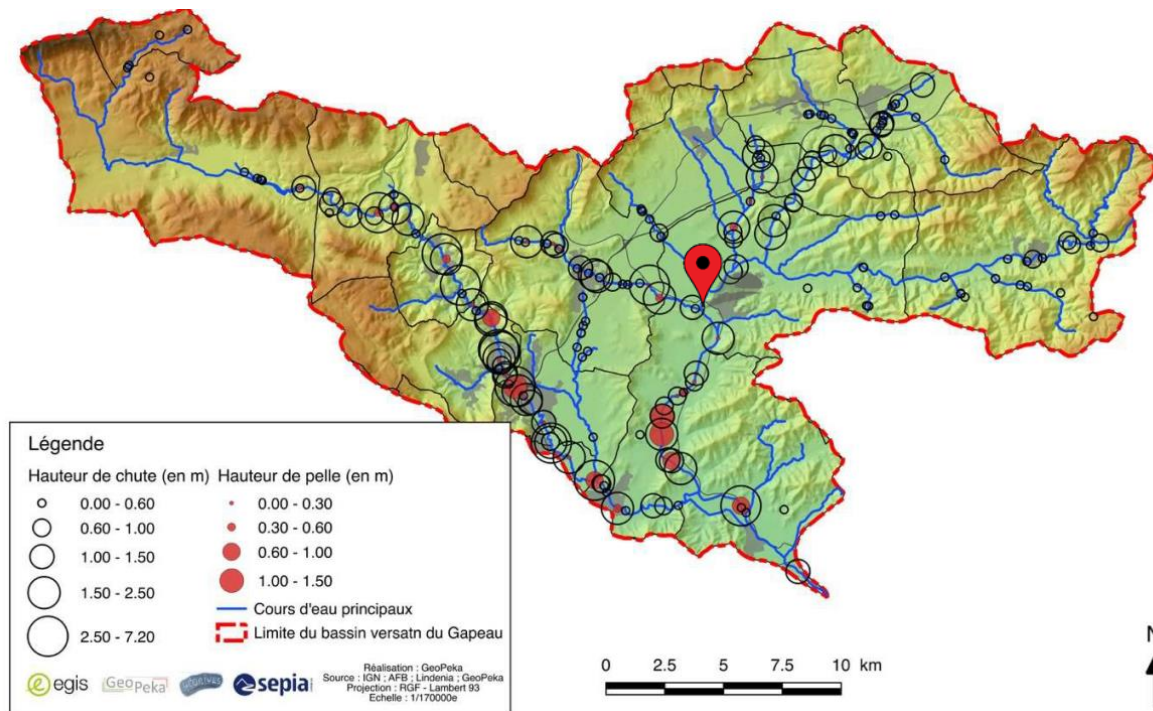 Légende
Hauteur de chute (en m)
0.00 - 0.60
0.60 - 1.00
1.00 - 1.50
1.50 - 2.50
2.50 - 7.20
Hauteur de pelle (en m)
0.00 - 0.30
0.30 - 0.60
0.60 - 1.00
1.00 - 1.50
Cours d'eau principaux
Limite du bassin versatn du Gapeau
egis
GeoPeka
sepia
Réalisation : GeoPeka
Source : IGN ; AFB ; Lindenia ; GeoPeka
Projection : RGF - Lambert 93
Echelle : 1/170000e
0 2.5 5 7.5 10 km
N